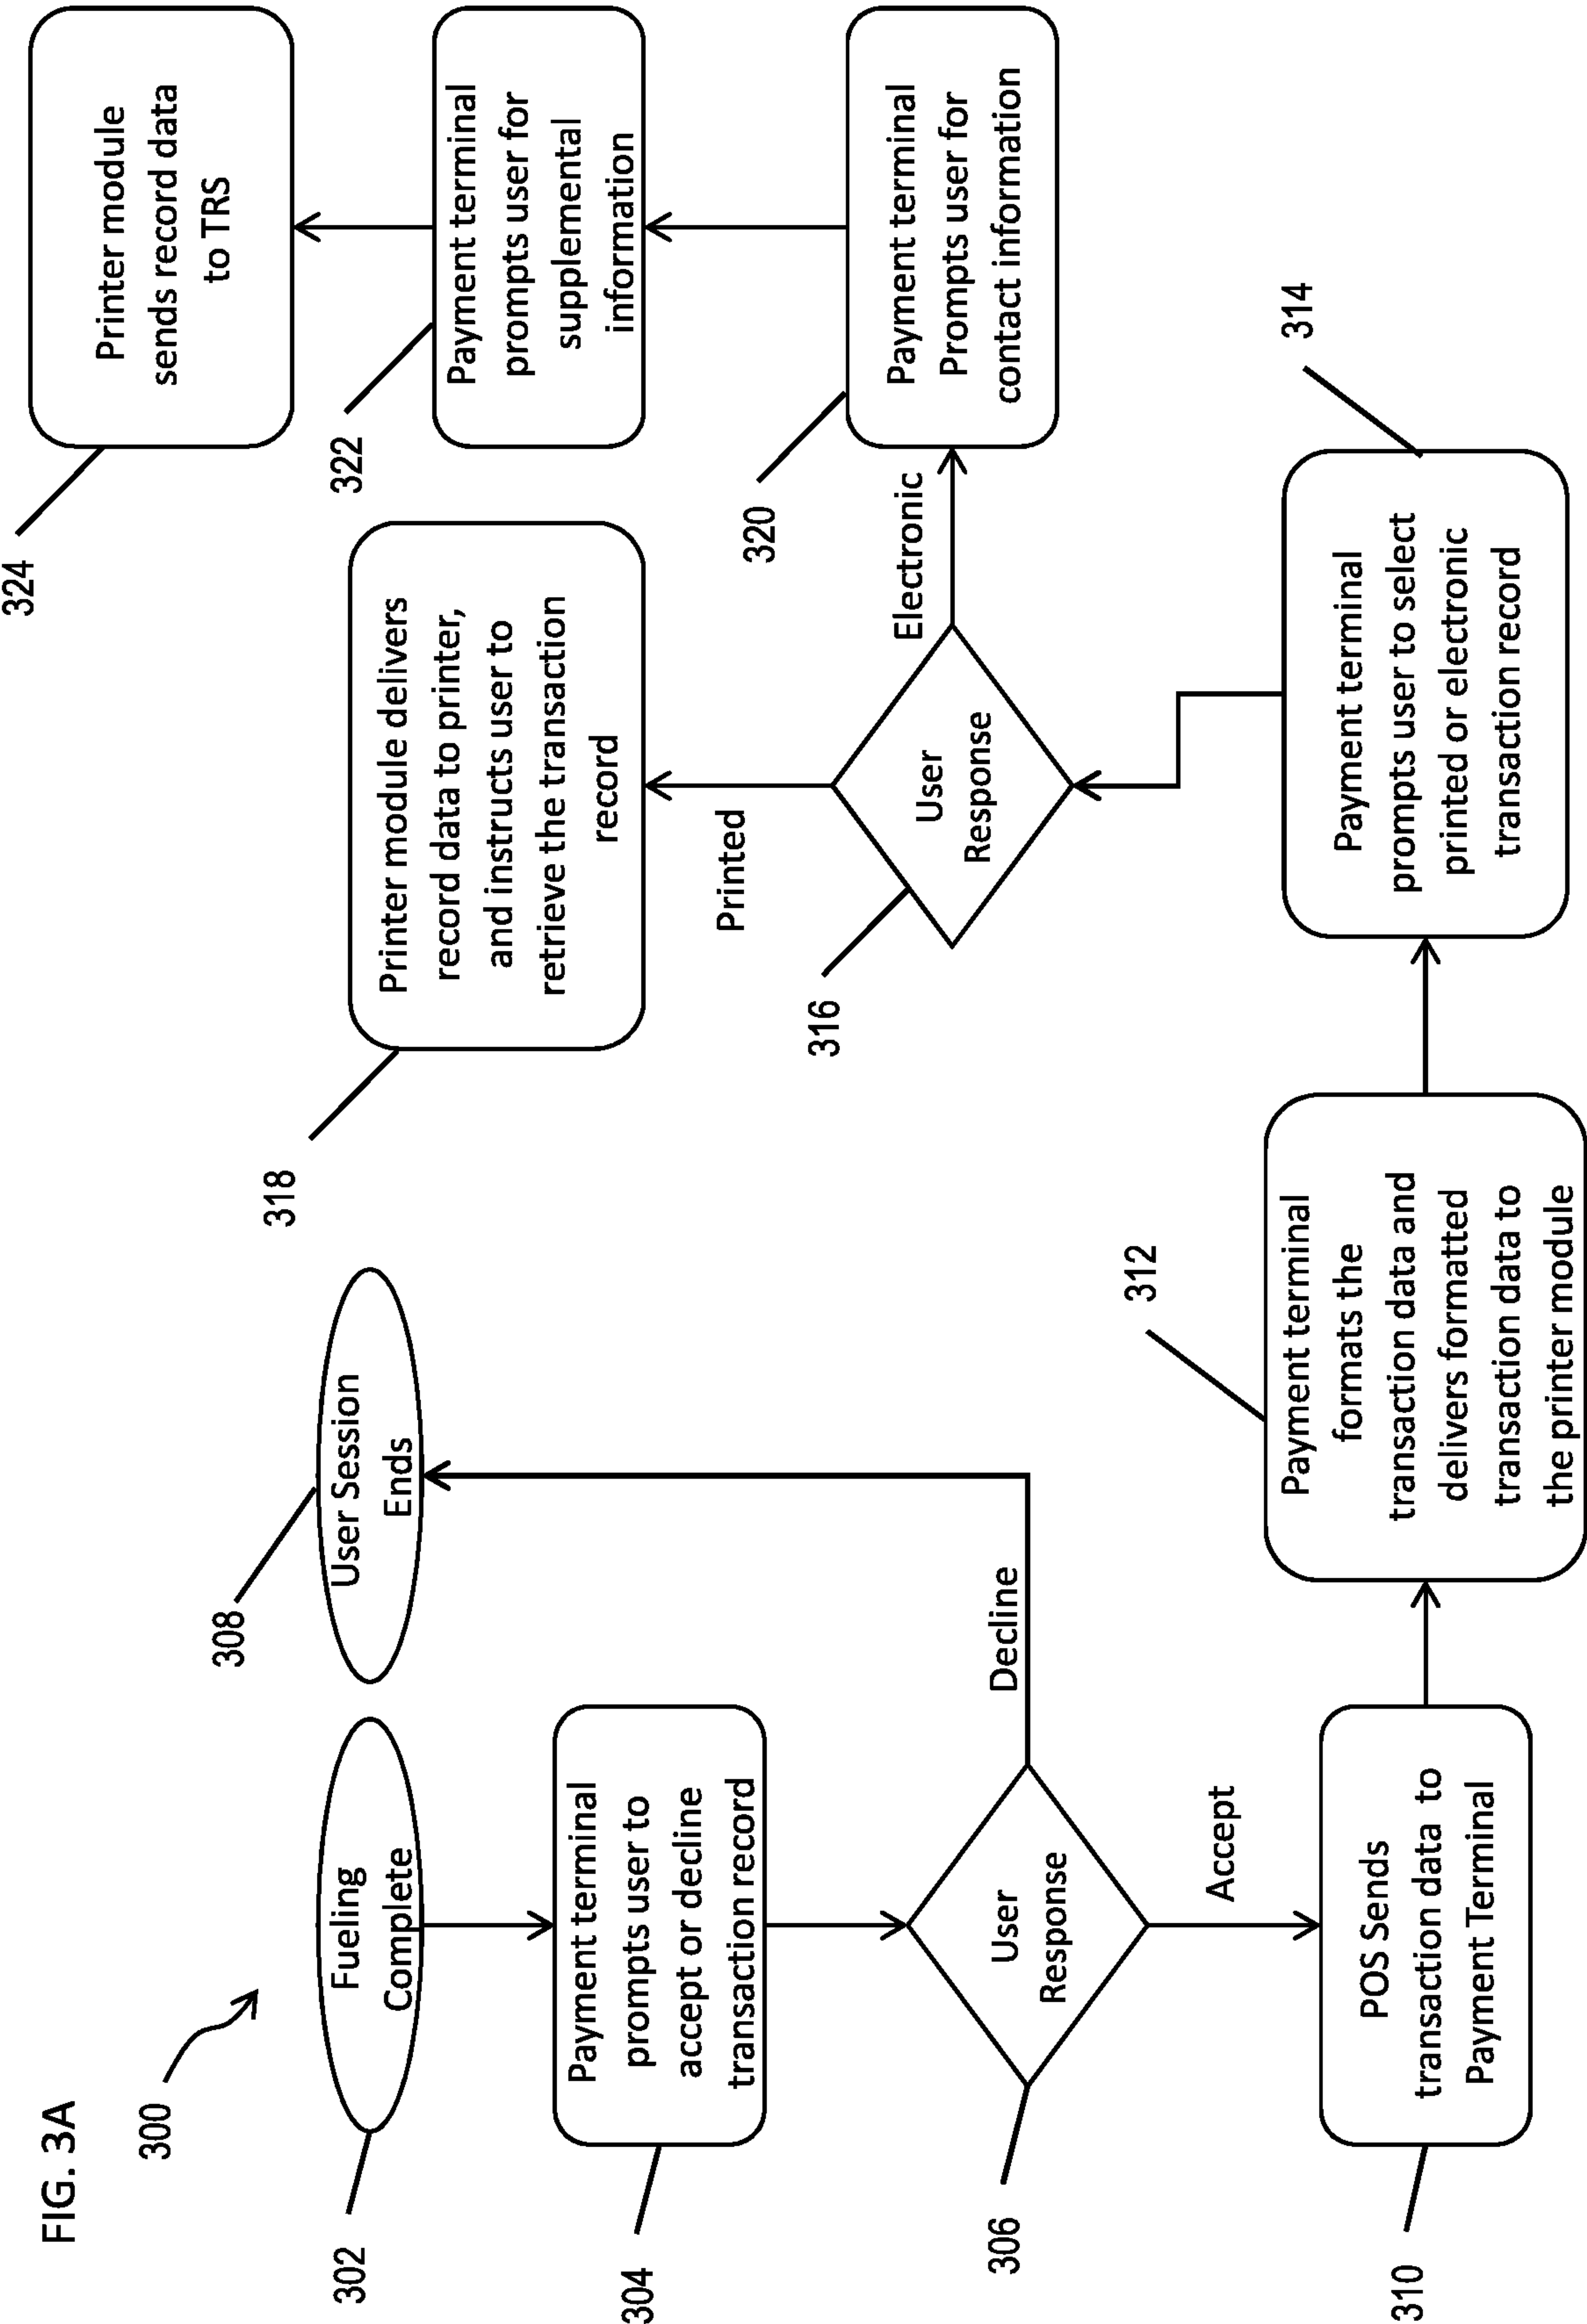 FIG. 3A
300
302
Fueling
Complete
304
Payment terminal
prompts user to
accept or decline
transaction record
306
User
Response
Decline
308
User Session
Ends
Accept
310
POS Sends
transaction data to
Payment Terminal
312
Payment terminal
formats the
transaction data and
delivers formatted
transaction data to
the printer module
314
Payment terminal
prompts user to select
printed or electronic
transaction record
316
User
Response
Printed
318
Printer module delivers
record data to printer,
and instructs user to
retrieve the transaction
record
Electronic
320
Payment terminal
Prompts user for
contact information
322
Payment terminal
prompts user for
supplemental
information
324
Printer module
sends record data
to TRS